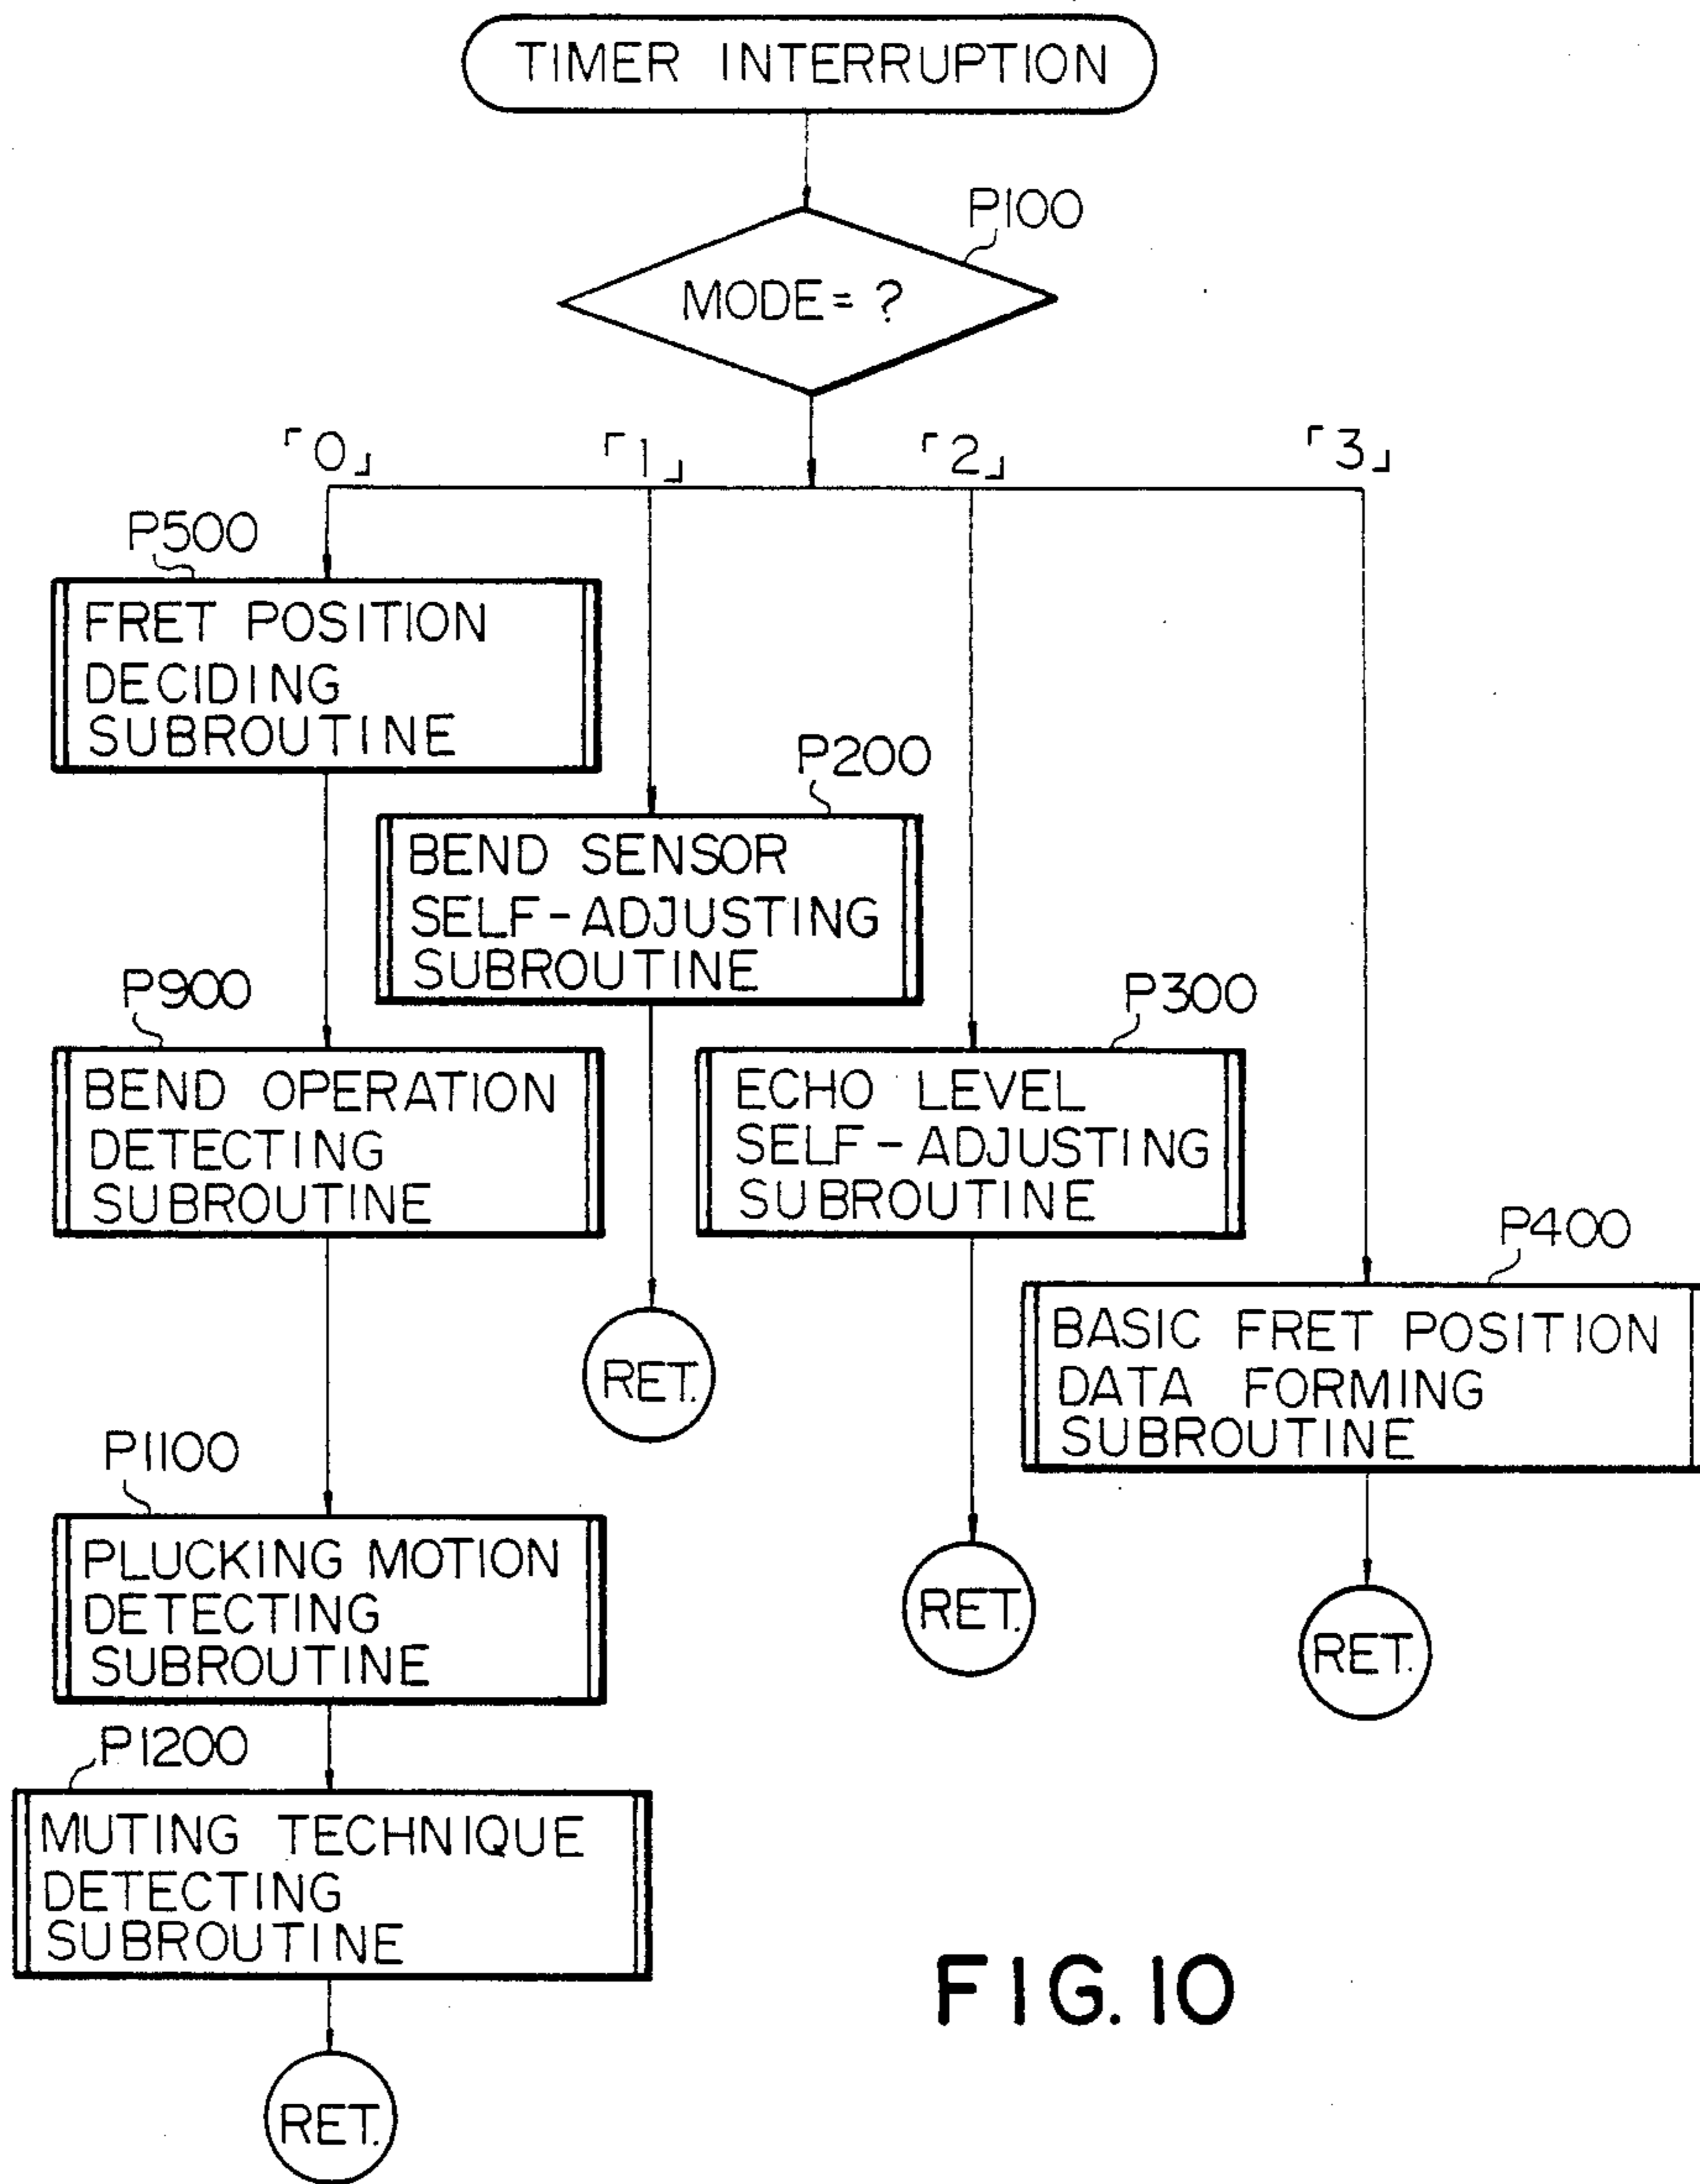 TIMER INTERRUPTION
P100
MODE = ?
「0」
「1」
「2」
「3」
P500
FRET POSITION
DECIDING
SUBROUTINE
P200
BEND SENSOR
SELF-ADJUSTING
SUBROUTINE
P900
BEND OPERATION
DETECTING
SUBROUTINE
P300
ECHO LEVEL
SELF-ADJUSTING
SUBROUTINE
P400
BASIC FRET POSITION
DATA FORMING
SUBROUTINE
RET.
P1100
PLUCKING MOTION
DETECTING
SUBROUTINE
RET.
RET.
P1200
MUTING TECHNIQUE
DETECTING
SUBROUTINE
RET.
FIG. 10